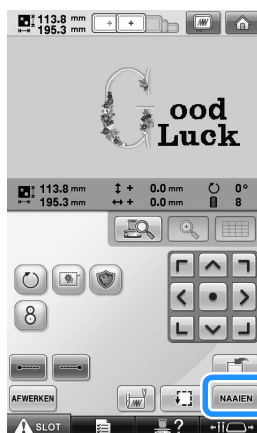 113.8 mm
195.3 mm
Good
Luck
113.8 mm + 0.0 mm 0°
195.3 mm + 0.0 mm 8
8
AFWERKEN
NAAIEN
SLOT
?